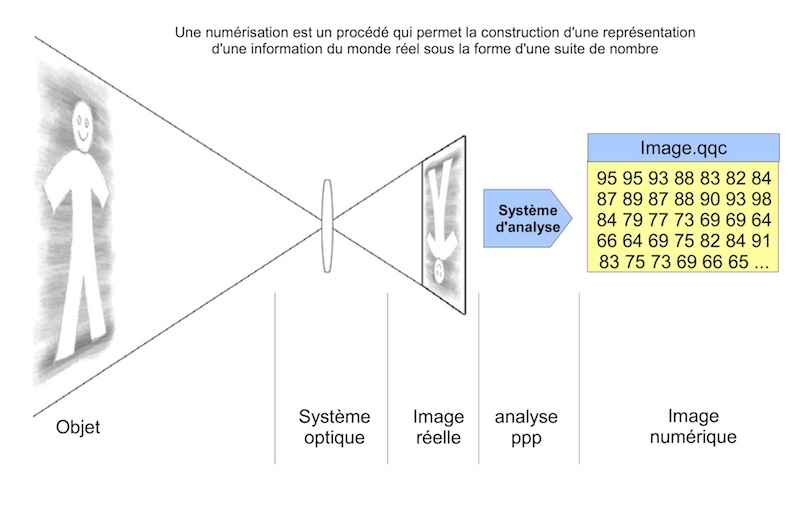 Une numérisation est un procédé qui permet la construction d'une représentation
d'une information du monde réel sous la forme d'une suite de nombre
Image.qqc
95 95 93 88 83 82 84
87 89 87 88 90 93 98
84 79 77 73 69 69 64
66 64 69 75 82 84 91
83 75 73 69 66 65 ...
Système
d'analyse
Objet
Système
optique
Image
réelle
analyse
ppp
Image
numérique